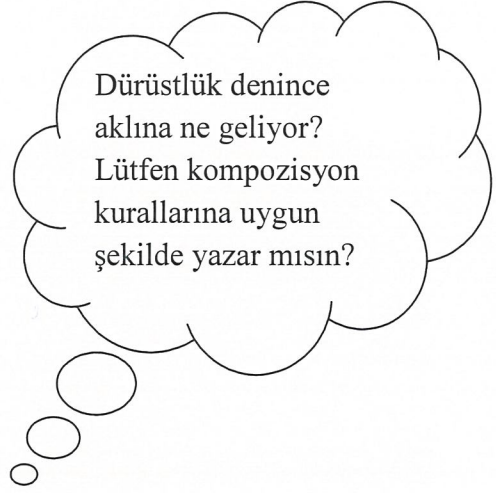 Dürüstlük denince
aklına ne geliyor?
Lütfen kompozisyon
kurallarına uygun
şekilde yazar mısın?